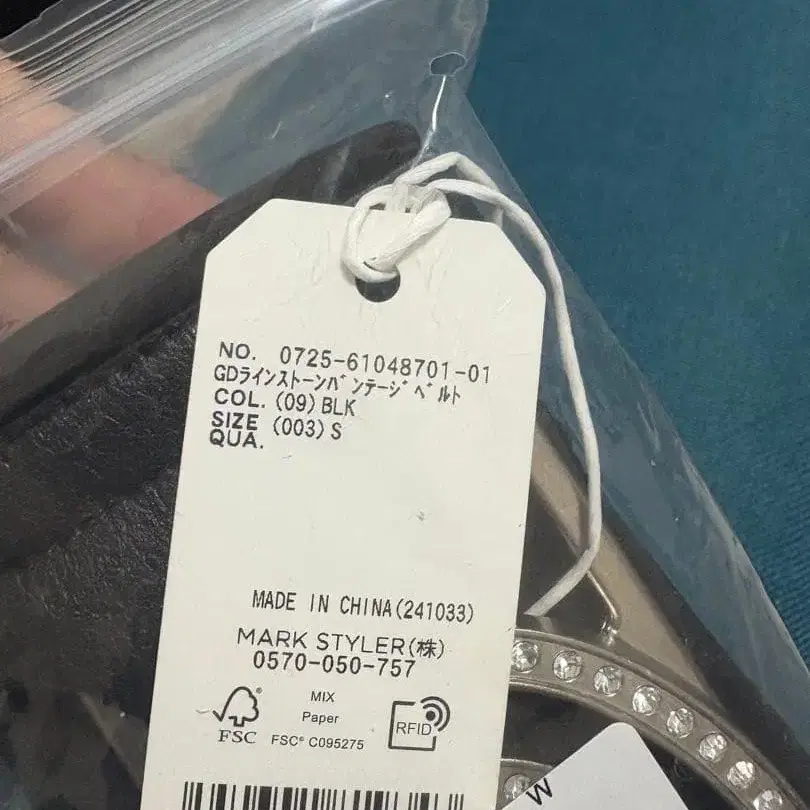 NO. 0725-61048701-01
GDラインストーンバンテージベルト
COL. (09) BLK
SIZE (003) S
QUA.
MADE IN CHINA(241033)
MARK STYLER(株)
0570-050-757
FSC®
MIX
Paper
FSC® C095275
RFID
W